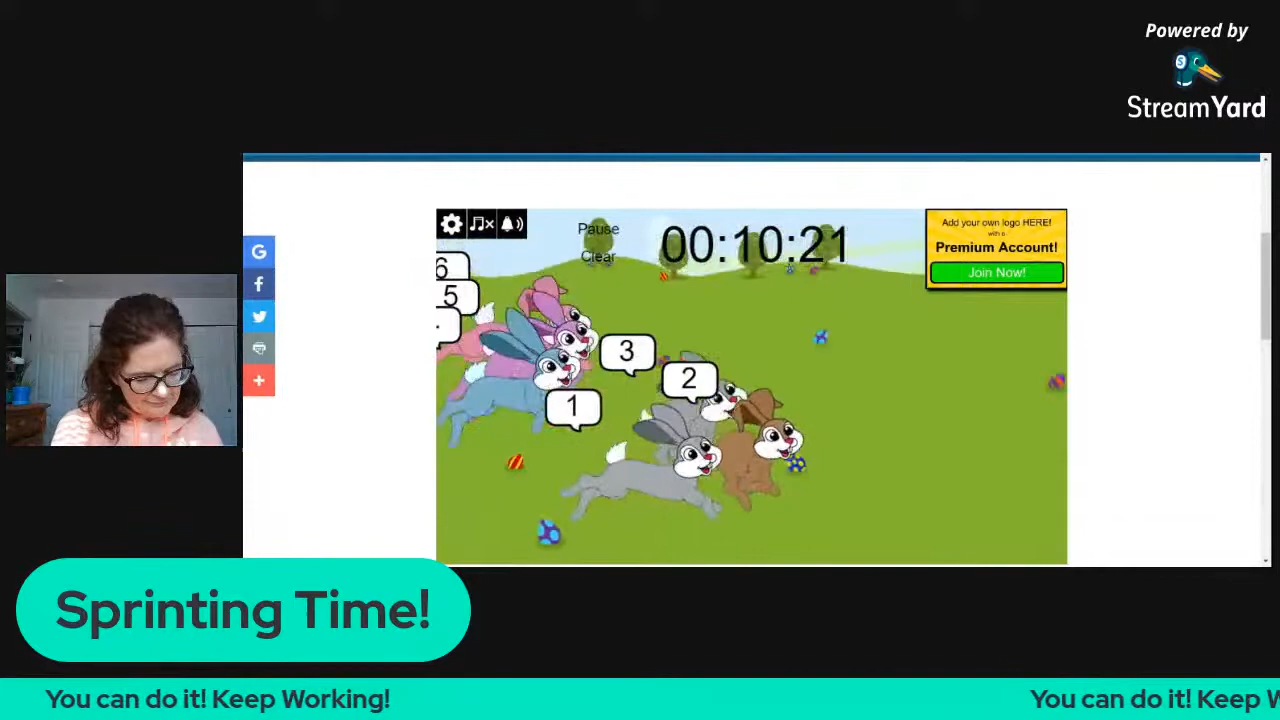 Powered by
StreamYard
Pause
Clear
00:10:21
Add your own logo HERE!
with a
Premium Account!
Join Now!
6
5
3
2
1
Sprinting Time!
You can do it! Keep Working!
You can do it! Keep